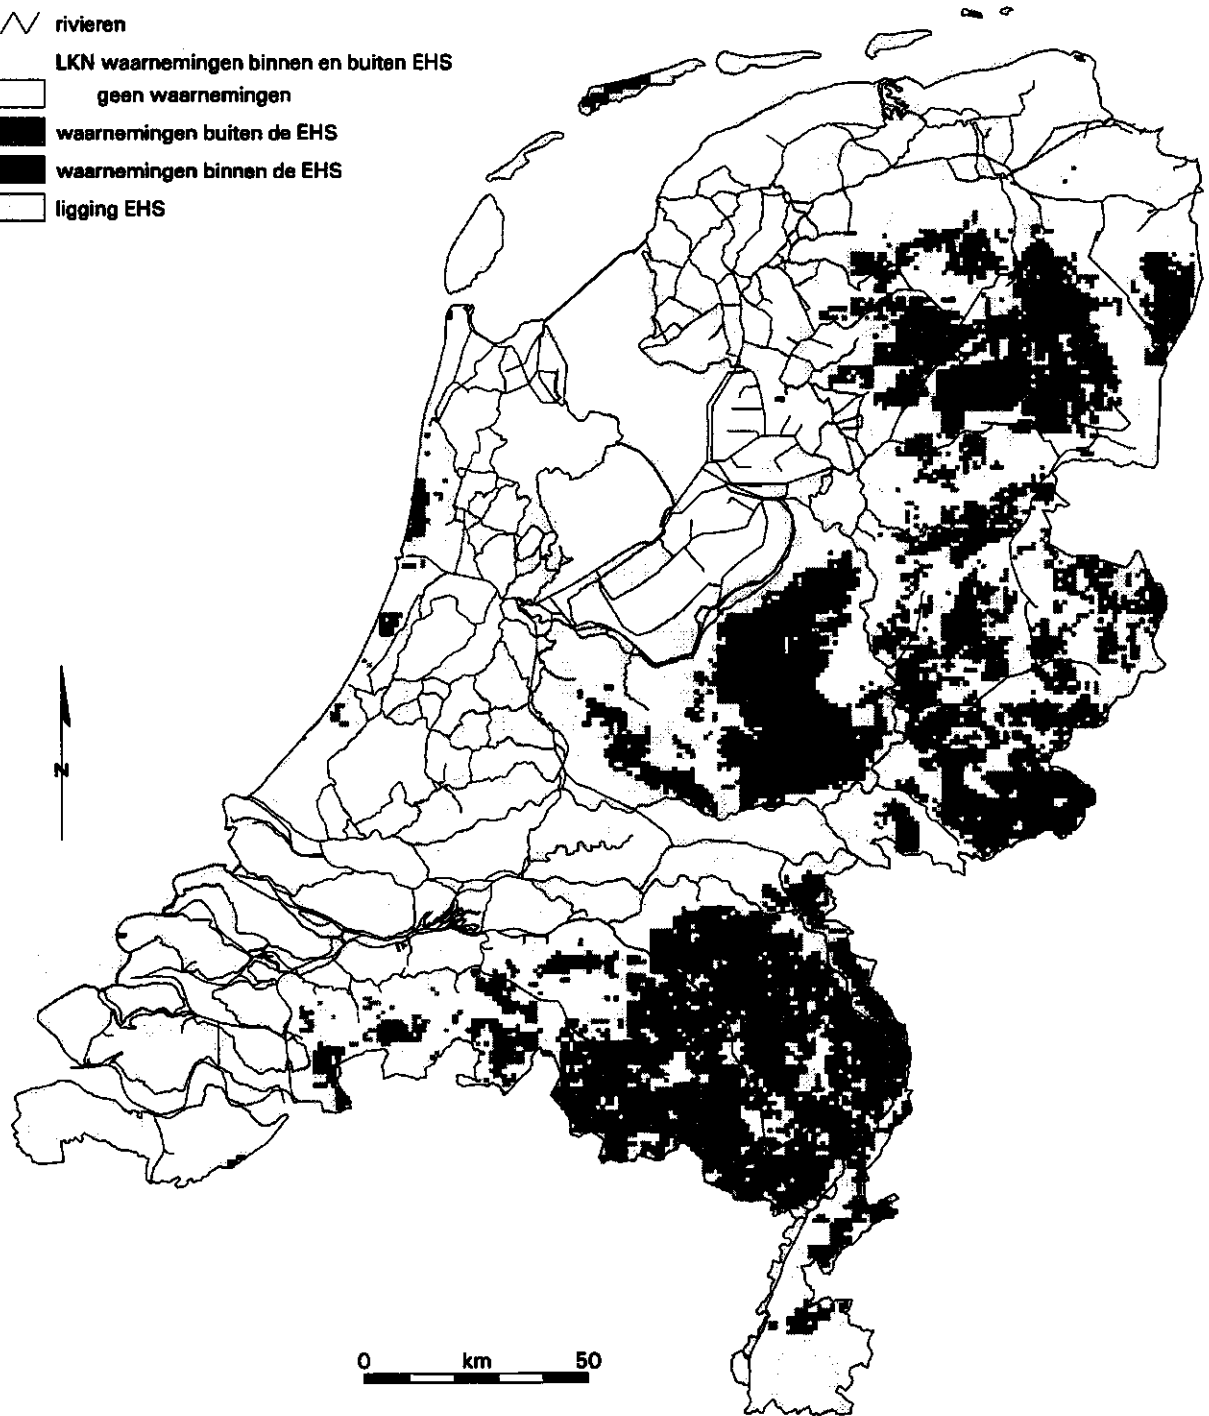 rivieren
LKN waarnemingen binnen en buiten EHS
geen waarnemingen
waarnemingen buiten de EHS
waarnemingen binnen de EHS
ligging EHS
N
0 km 50